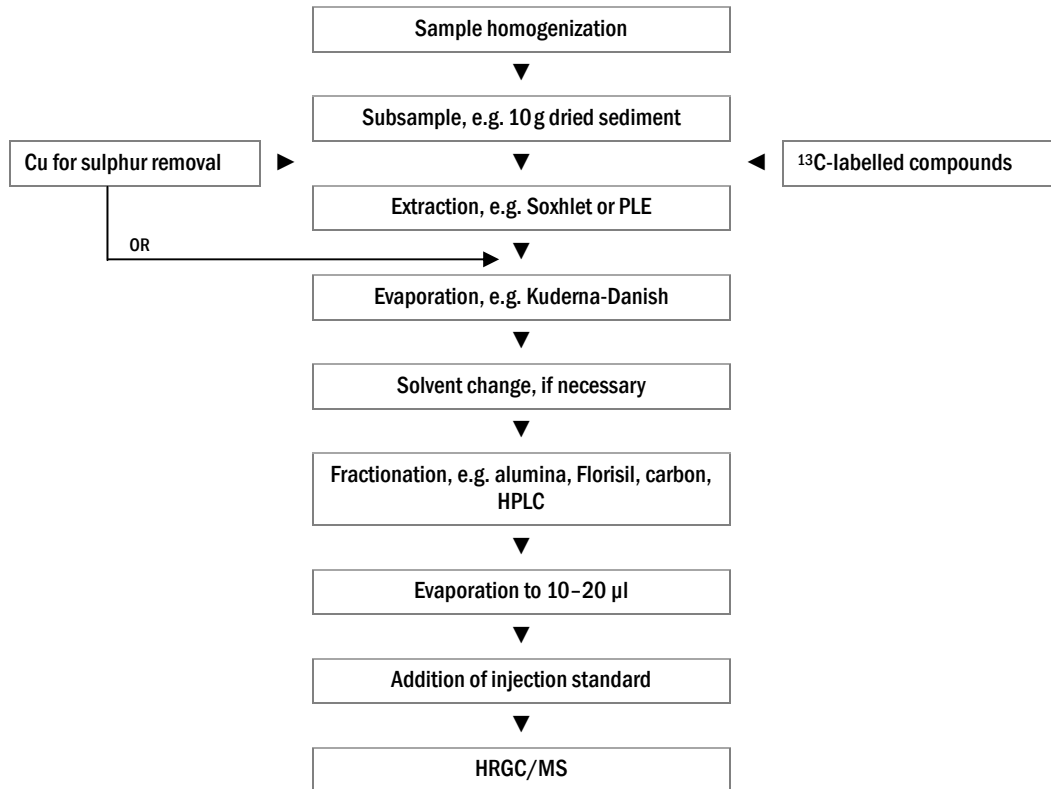 Sample homogenization
Subsample, e.g. 10 g dried sediment
Cu for sulphur removal
¹³C-labelled compounds
Extraction, e.g. Soxhlet or PLE
OR
Evaporation, e.g. Kuderna-Danish
Solvent change, if necessary
Fractionation, e.g. alumina, Florisil, carbon,
HPLC
Evaporation to 10–20 µl
Addition of injection standard
HRGC/MS